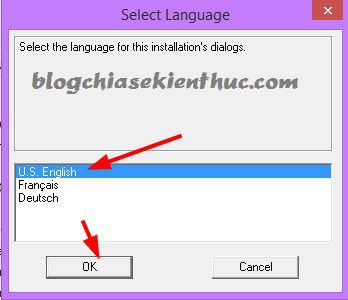 Select Language
Select the language for this installation's dialogs.
blogchiasekienthuc.com
U.S. English
Français
Deutsch
OK
Cancel